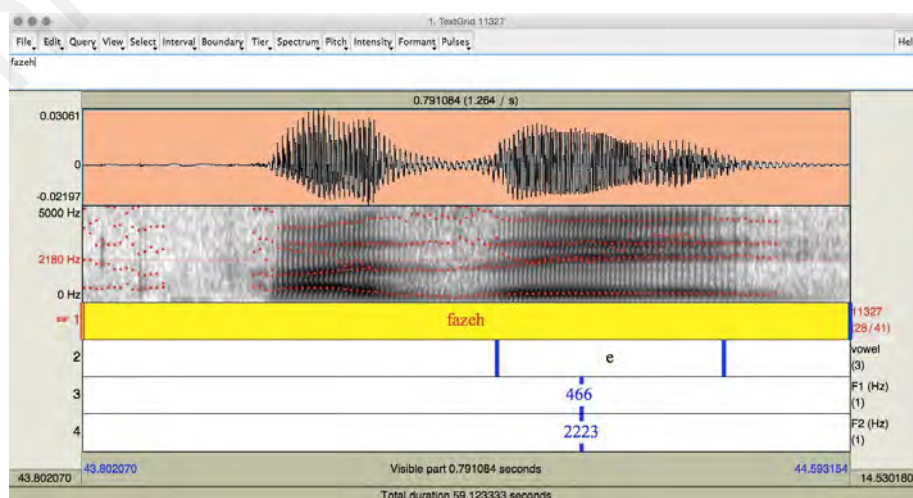 1. TextGrid 11327
File Edit Query View Select Interval Boundary Tier Spectrum Pitch Intensity Formant Pulses Hel
fazeh
0.791084 (1.264 / s)
0.03061
0
-0.02197
5000 Hz
2180 Hz
0 Hz
1 fazeh 11327
(28/41)
2 e vowel
(3)
3 466 F1 (Hz)
(1)
4 2223 F2 (Hz)
(1)
43.802070 Visible part 0.791084 seconds 44.593154
43.802070 14.530180
Total duration 59.123333 seconds